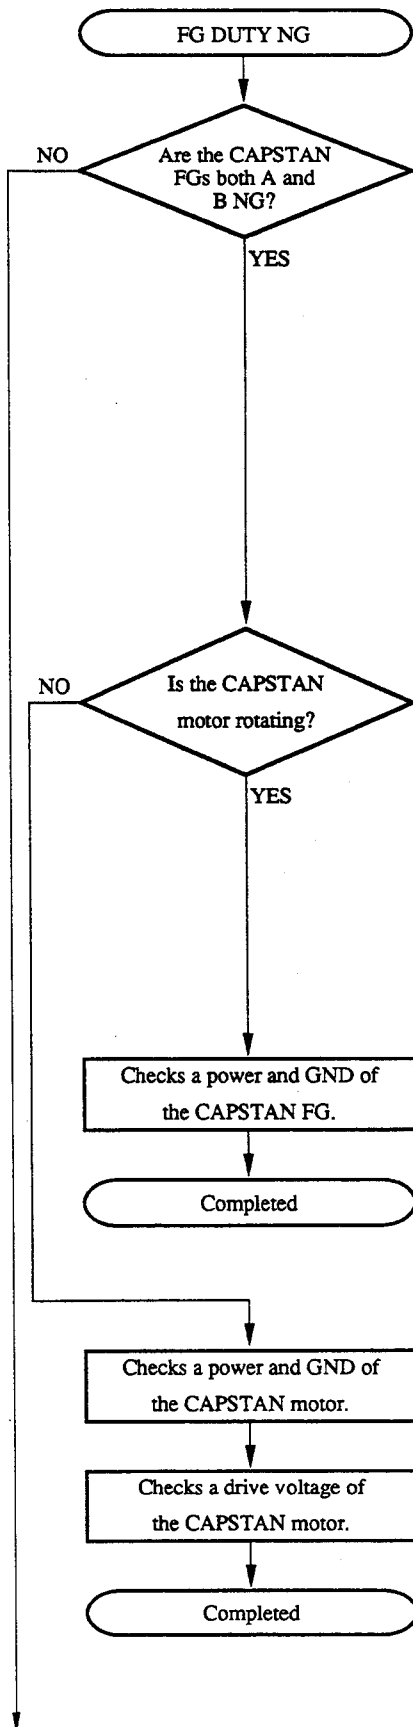 FG DUTY NG
NO
Are the CAPSTAN
FGs both A and
B NG?
YES
NO
Is the CAPSTAN
motor rotating?
YES
Checks a power and GND of
the CAPSTAN FG.
Completed
Checks a power and GND of
the CAPSTAN motor.
Checks a drive voltage of
the CAPSTAN motor.
Completed